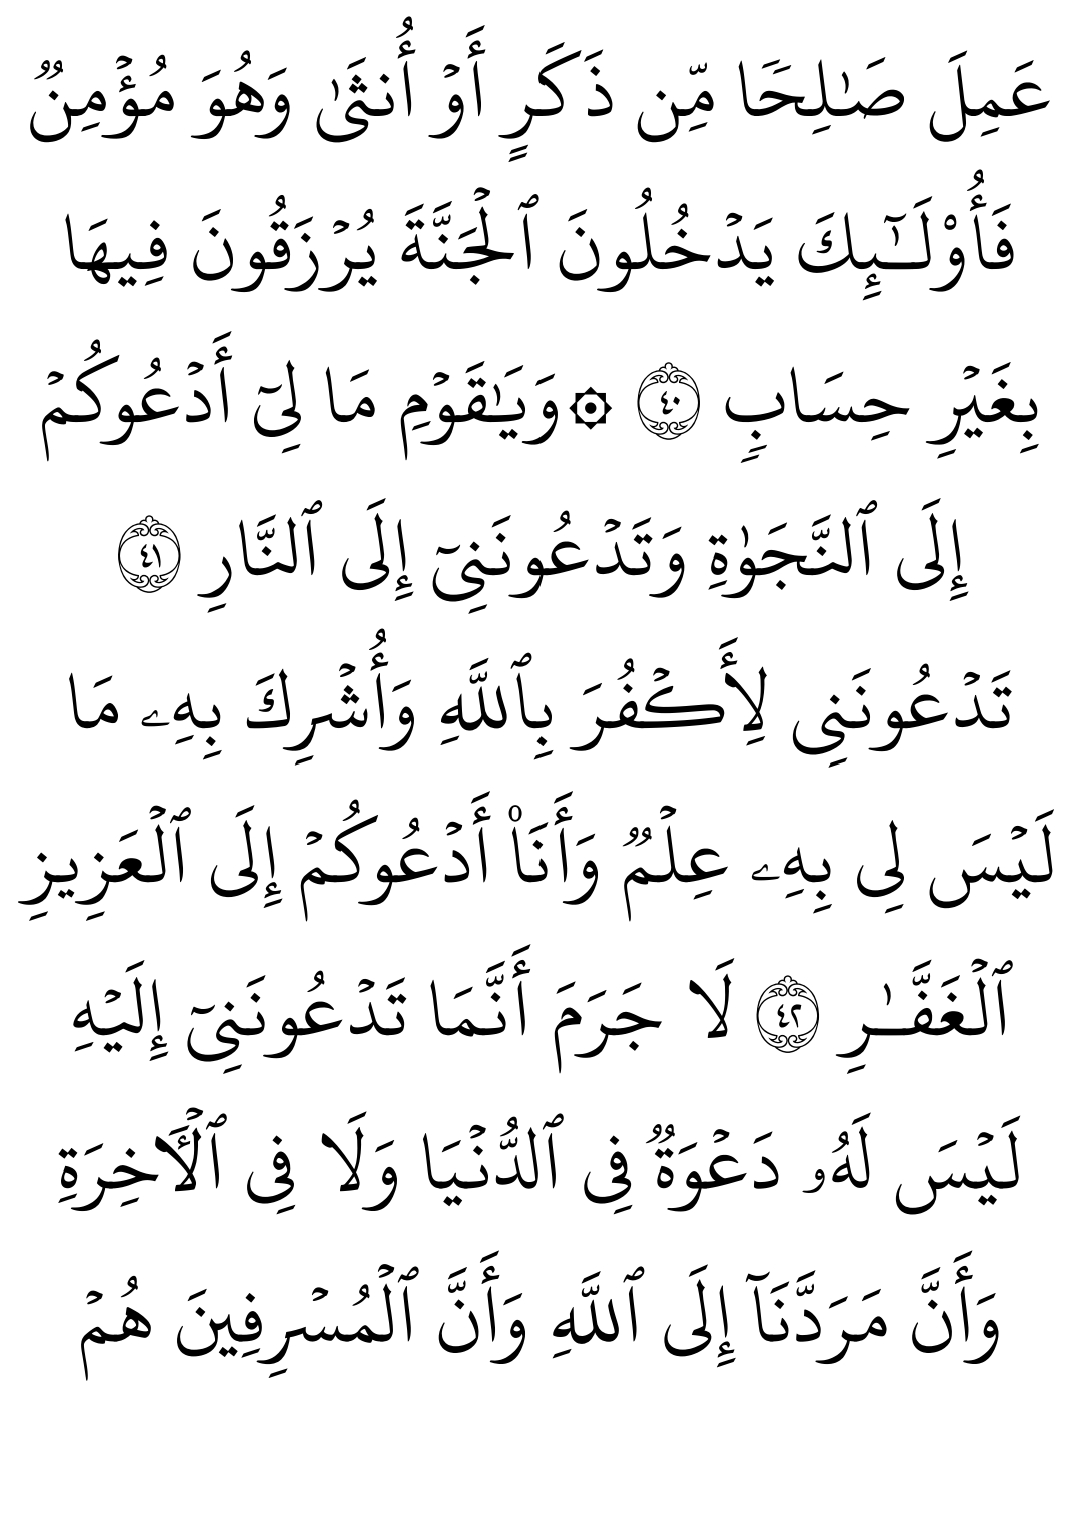 عَمِلَ صَٰلِحٗا مِّن ذَكَرٍ أَوۡ أُنثَىٰ وَهُوَ مُؤۡمِنٞ
فَأُوْلَٰٓئِكَ يَدۡخُلُونَ ٱلۡجَنَّةَ يُرۡزَقُونَ فِيهَا
بِغَيۡرِ حِسَابٖ ٤٠ ۞وَيَٰقَوۡمِ مَا لِيٓ أَدۡعُوكُمۡ
إِلَى ٱلنَّجَوٰةِ وَتَدۡعُونَنِيٓ إِلَى ٱلنَّارِ ٤١
تَدۡعُونَنِي لِأَكۡفُرَ بِٱللَّهِ وَأُشۡرِكَ بِهِۦ مَا
لَيۡسَ لِي بِهِۦ عِلۡمٞ وَأَنَا۠ أَدۡعُوكُمۡ إِلَى ٱلۡعَزِيزِ
ٱلۡغَفَّٰرِ ٤٢ لَا جَرَمَ أَنَّمَا تَدۡعُونَنِيٓ إِلَيۡهِ
لَيۡسَ لَهُۥ دَعۡوَةٞ فِي ٱلدُّنۡيَا وَلَا فِي ٱلۡأٓخِرَةِ
وَأَنَّ مَرَدَّنَآ إِلَى ٱللَّهِ وَأَنَّ ٱلۡمُسۡرِفِينَ هُمۡ